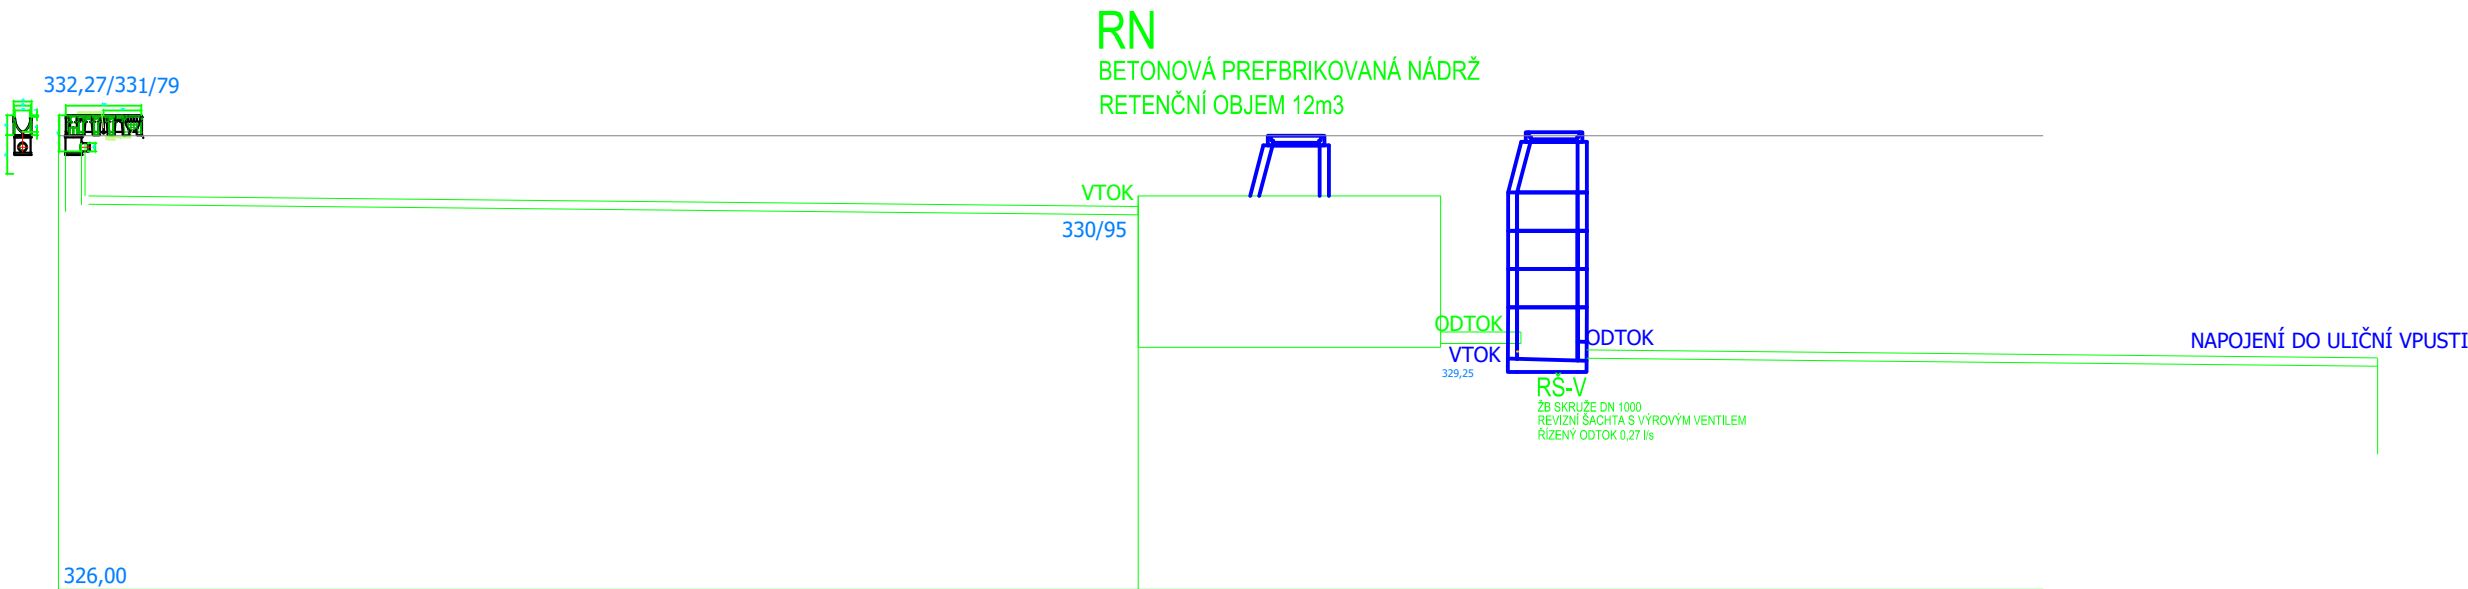 RN
BETONOVÁ PREFBRIKOVANÁ NÁDRŽ
RETENČNÍ OBJEM 12m3
332,27/331/79
VTOK
330/95
ODTOK
VTOK
329,25
ODTOK
NAPOJENÍ DO ULIČNÍ VPUSTI
RŠ-V
ŽB SKRUŽE DN 1000
REVIZNÍ ŠACHTA S VÝROVÝM VENTILEM
ŘÍZENÝ ODTOK 0,27 l/s
326,00